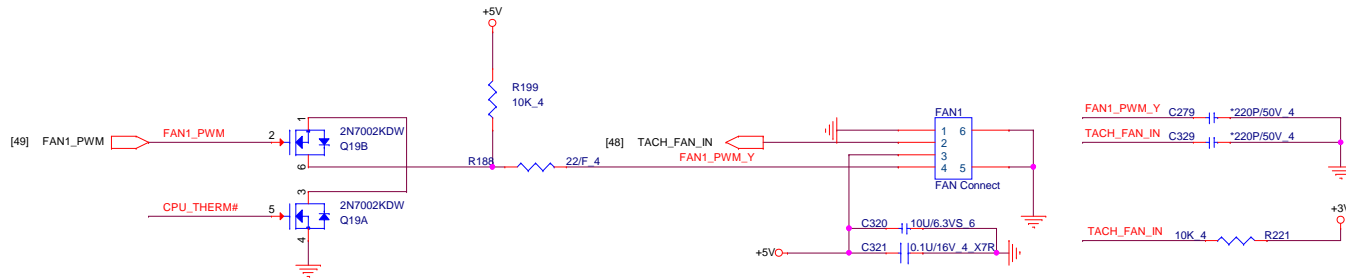 +5V
R199
10K_4
[49] FAN1_PWM
FAN1_PWM
2
1
6
2N7002KDW
Q19B
CPU_THERM#
5
3
4
2N7002KDW
Q19A
R188
22/F_4
[48] TACH_FAN_IN
FAN1_PWM_Y
FAN1
1 6
2
3
4 5
FAN Connect
C320 10U/6.3VS_6
+5V
C321 0.1U/16V_4_X7R
FAN1_PWM_Y C279 *220P/50V_4
TACH_FAN_IN C329 *220P/50V_4
+3V
TACH_FAN_IN 10K_4 R221